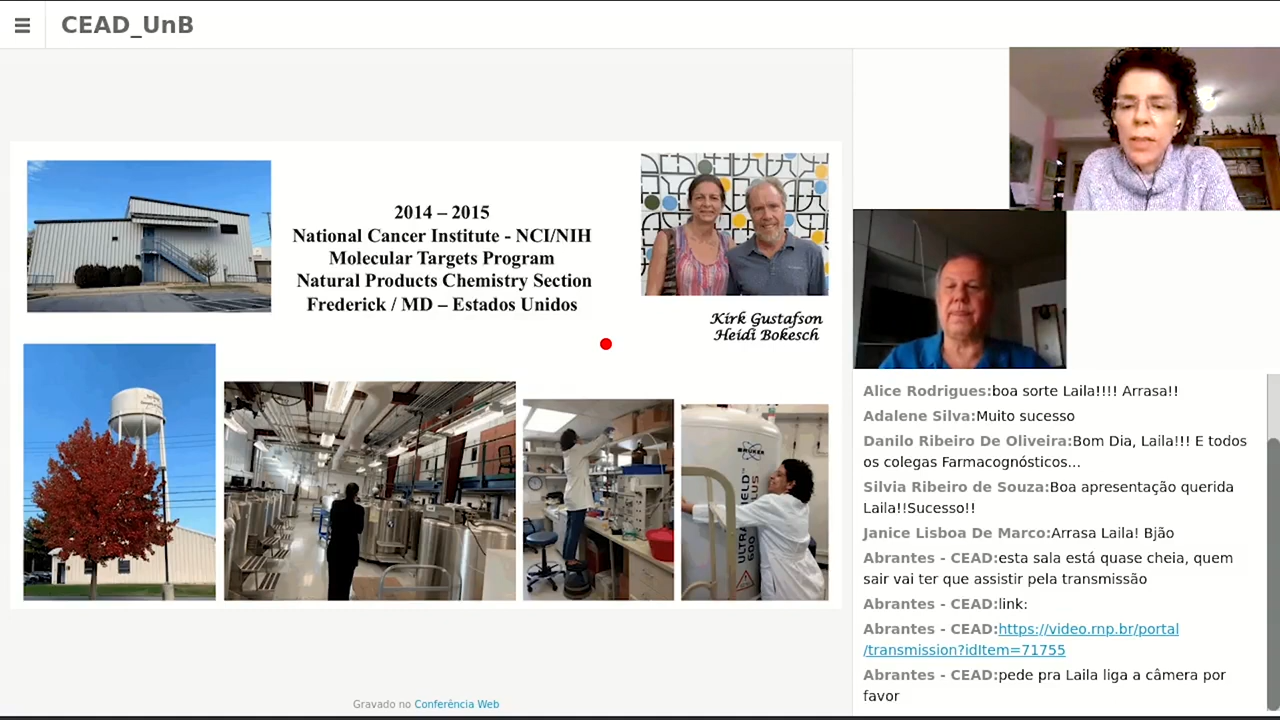 CEAD_UnB
2014 – 2015
National Cancer Institute - NCI/NIH
Molecular Targets Program
Natural Products Chemistry Section
Frederick / MD – Estados Unidos
Kirk Gustafson
Heidi Bokesch
BRUKER
ULTRA
600
PLUS
Gravado no Conferência Web
Alice Rodrigues:boa sorte Laila!!!! Arrasa!!
Adalene Silva:Muito sucesso
Danilo Ribeiro De Oliveira:Bom Dia, Laila!!! E todos
os colegas Farmacognósticos...
Silvia Ribeiro de Souza:Boa apresentação querida
Laila!!Sucesso!!
Janice Lisboa De Marco:Arrasa Laila! Bjão
Abrantes - CEAD:esta sala está quase cheia, quem
sair vai ter que assistir pela transmissão
Abrantes - CEAD:link:
Abrantes - CEAD:https://video.rnp.br/portal
/transmission?idItem=71755
Abrantes - CEAD:pede pra Laila liga a câmera por
favor